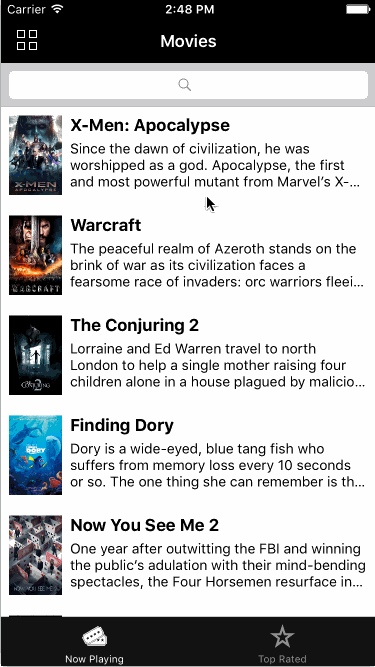 Carrier 2:48 PM
Movies
X-Men: Apocalypse
Since the dawn of civilization, he was
worshipped as a god. Apocalypse, the first
and most powerful mutant from Marvel’s X-...
X-MEN
APOCALYPSE
Warcraft
The peaceful realm of Azeroth stands on the
brink of war as its civilization faces a
fearsome race of invaders: orc warriors fleei...
WARCRAFT
The Conjuring 2
Lorraine and Ed Warren travel to north
London to help a single mother raising four
children alone in a house plagued by malicio...
CONJURING
2
Finding Dory
Dory is a wide-eyed, blue tang fish who
suffers from memory loss every 10 seconds
or so. The one thing she can remember is th...
DORY
Now You See Me 2
One year after outwitting the FBI and winning
the public’s adulation with their mind-bending
spectacles, the Four Horsemen resurface in...
Now Playing
Top Rated